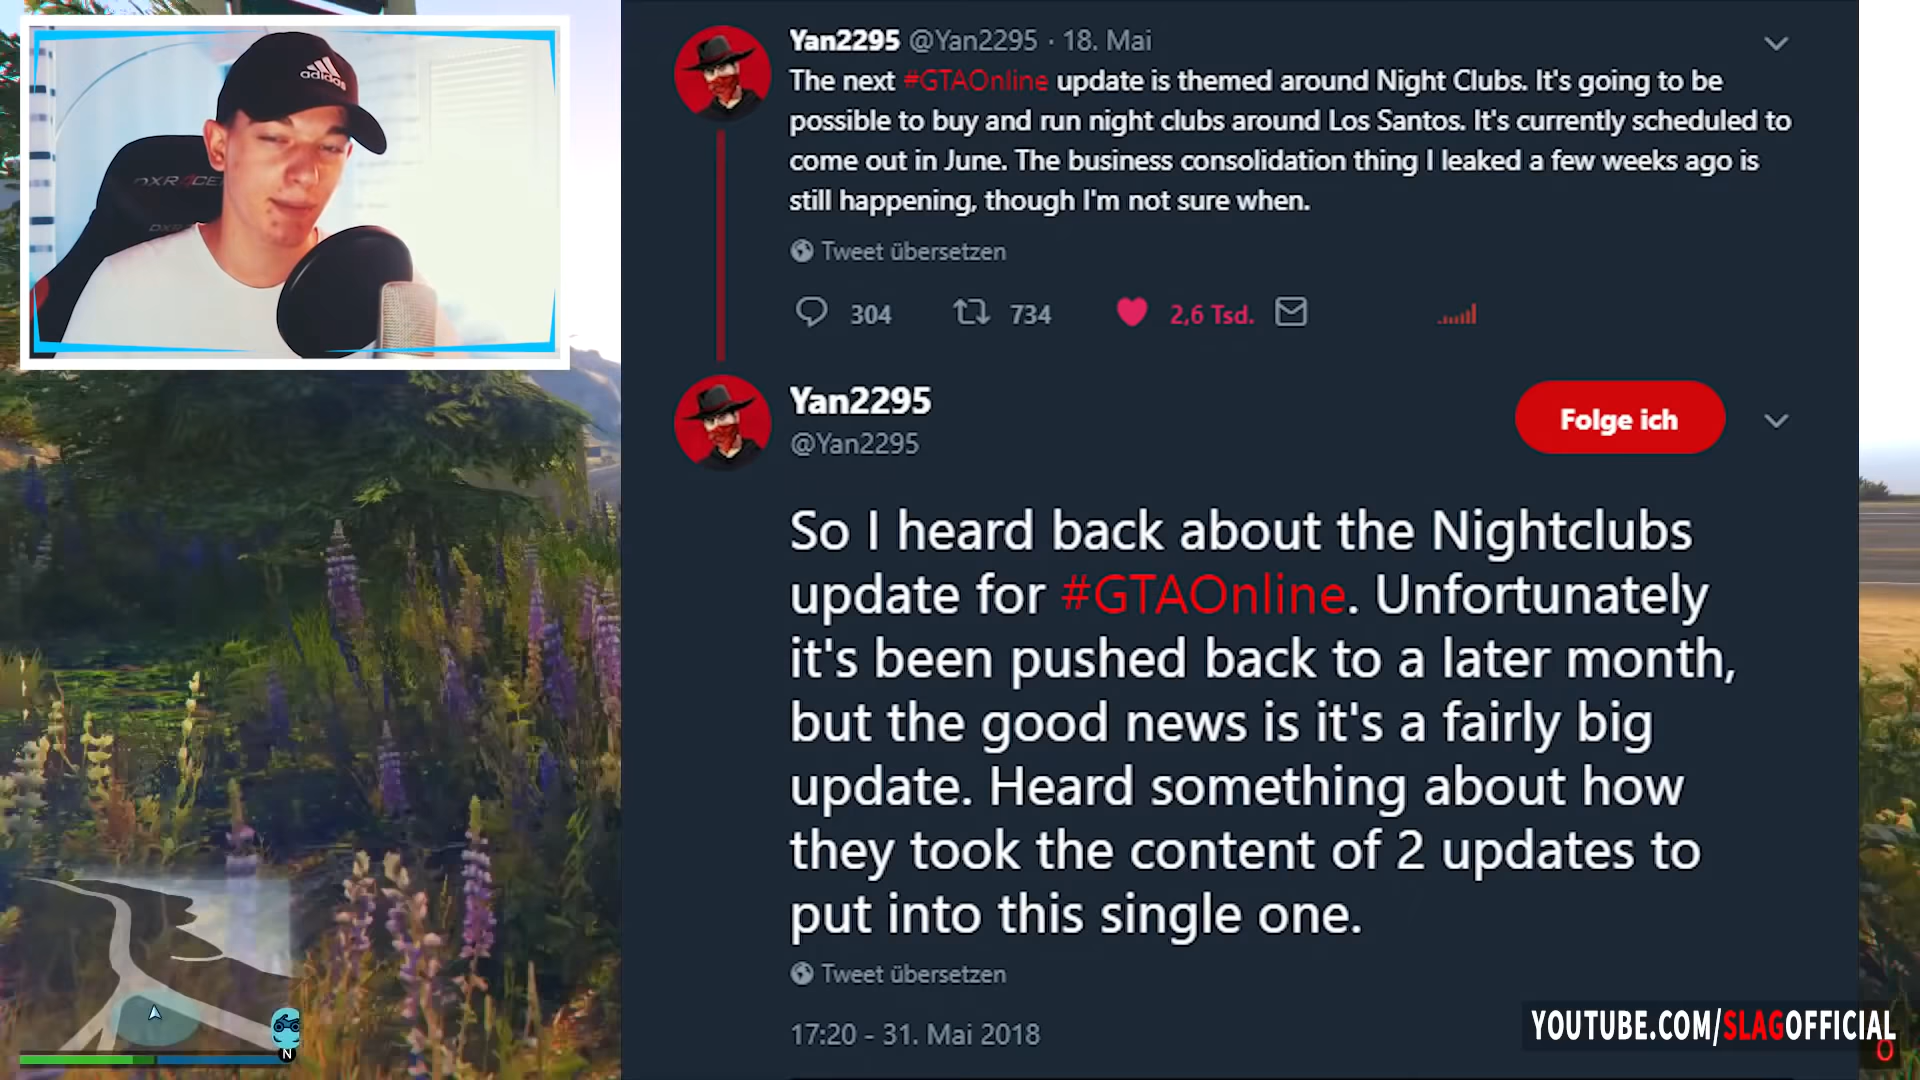 adidas
Yan2295 @Yan2295 · 18. Mai
The next #GTAOnline update is themed around Night Clubs. It's going to be
possible to buy and run night clubs around Los Santos. It's currently scheduled to
come out in June. The business consolidation thing I leaked a few weeks ago is
still happening, though I'm not sure when.
Tweet übersetzen
304 734 2,6 Tsd.
Yan2295
@Yan2295
Folge ich
So I heard back about the Nightclubs
update for #GTAOnline. Unfortunately
it's been pushed back to a later month,
but the good news is it's a fairly big
update. Heard something about how
they took the content of 2 updates to
put into this single one.
Tweet übersetzen
17:20 - 31. Mai 2018
N
YOUTUBE.COM/SLAGOFFICIAL
0